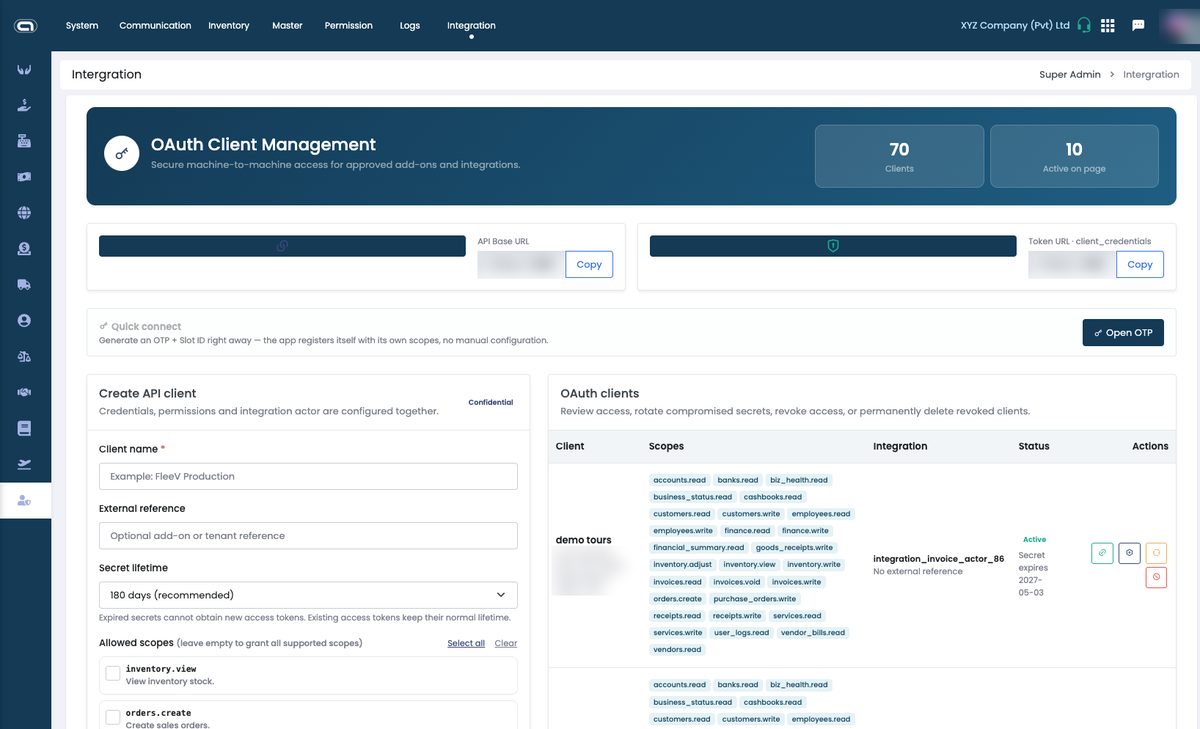 System Communication Inventory Master Permission Logs Integration XYZ Company (Pvt) Ltd
Intergration Super Admin > Intergration
OAuth Client Management
Secure machine-to-machine access for approved add-ons and integrations.
70
Clients
10
Active on page
API Base URL
Copy
Token URL · client_credentials
Copy
Quick connect
Generate an OTP + Slot ID right away — the app registers itself with its own scopes, no manual configuration.
Open OTP
Create API client
Credentials, permissions and integration actor are configured together.
Confidential
Client name *
Example: FleeV Production
External reference
Optional add-on or tenant reference
Secret lifetime
180 days (recommended)
Expired secrets cannot obtain new access tokens. Existing access tokens keep their normal lifetime.
Allowed scopes (leave empty to grant all supported scopes) Select all Clear
inventory.view
View inventory stock.
orders.create
Create sales orders.
OAuth clients
Review access, rotate compromised secrets, revoke access, or permanently delete revoked clients.
Client Scopes Integration Status Actions
demo tours
accounts.read banks.read biz_health.read
business_status.read cashbooks.read
customers.read customers.write employees.read
employees.write finance.read finance.write
financial_summary.read goods_receipts.write
inventory.adjust inventory.view inventory.write
invoices.read invoices.void invoices.write
orders.create purchase_orders.write
receipts.read receipts.write services.read
services.write user_logs.read vendor_bills.read
vendors.read
integration_invoice_actor_86
No external reference
Active
Secret
expires
2027-
05-03
accounts.read banks.read biz_health.read
business_status.read cashbooks.read
customers.read customers.write employees.read